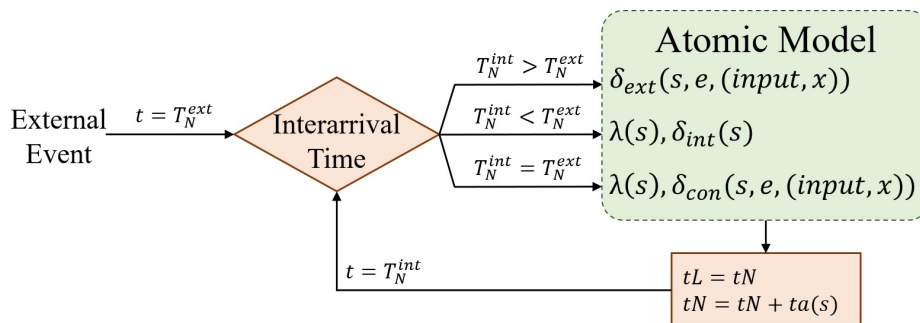 Atomic Model
T_N^{int} > T_N^{ext}
δ_{ext}(s, e, (input, x))
External
Event
t = T_N^{ext}
Interarrival
Time
T_N^{int} < T_N^{ext}
λ(s), δ_{int}(s)
T_N^{int} = T_N^{ext}
λ(s), δ_{con}(s, e, (input, x))
t = T_N^{int}
tL = tN
tN = tN + ta(s)